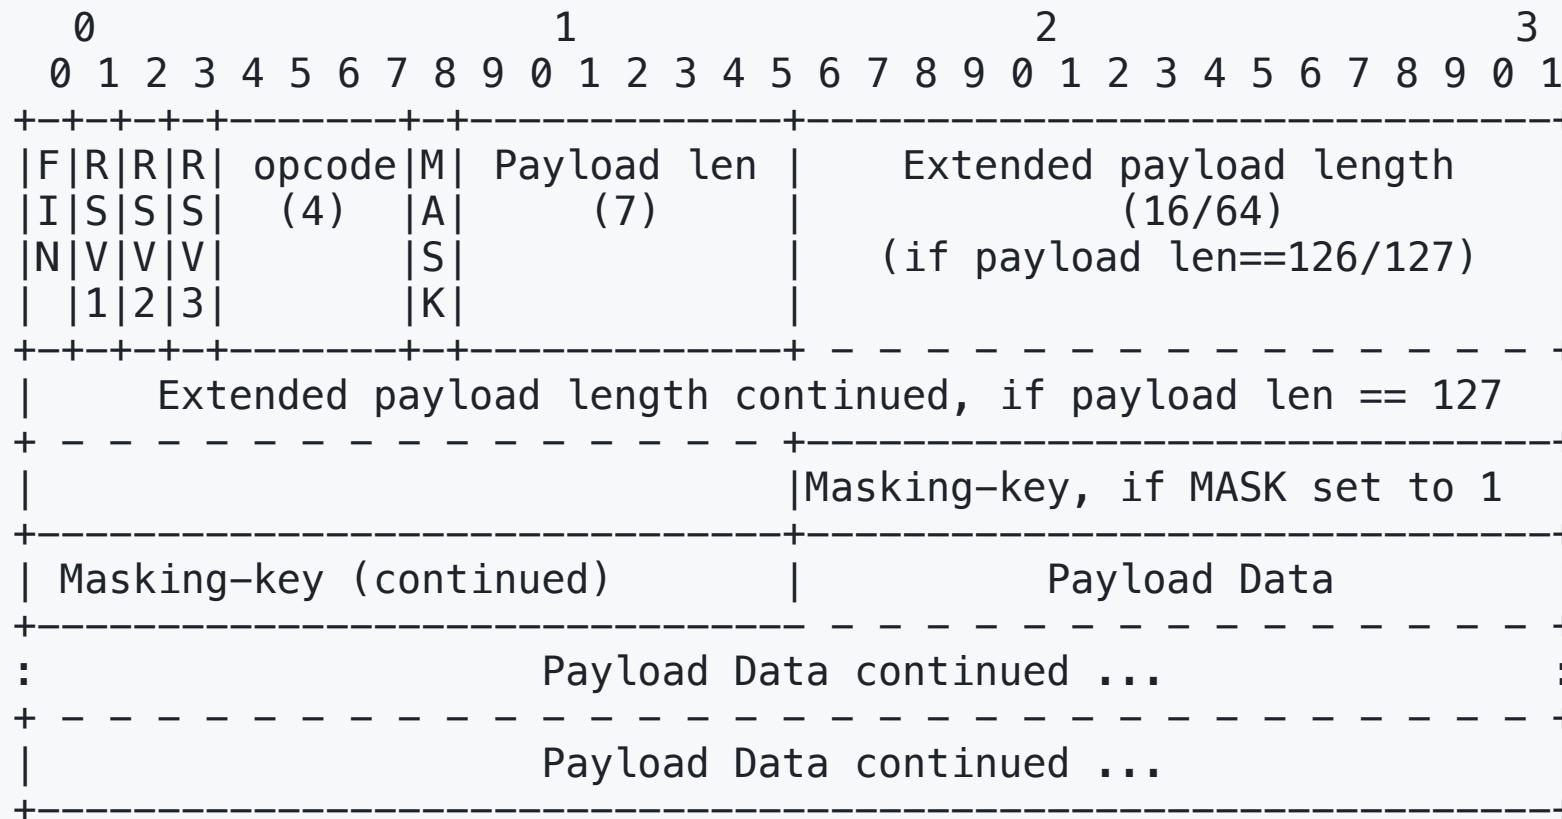 0                   1                   2                   3
 0 1 2 3 4 5 6 7 8 9 0 1 2 3 4 5 6 7 8 9 0 1 2 3 4 5 6 7 8 9 0 1
+-+-+-+-+-------+-+-------------+-------------------------------+
|F|R|R|R| opcode|M| Payload len |    Extended payload length
|I|S|S|S|  (4)  |A|     (7)     |             (16/64)
|N|V|V|V|       |S|             |   (if payload len==126/127)
| |1|2|3|       |K|             |
+-+-+-+-+-------+-+-------------+ - - - - - - - - - - - - - - - +
|     Extended payload length continued, if payload len == 127
+ - - - - - - - - - - - - - - - +-------------------------------+
|                               |Masking-key, if MASK set to 1
+-------------------------------+-------------------------------+
| Masking-key (continued)       |          Payload Data
+-------------------------------- - - - - - - - - - - - - - - - +
:                     Payload Data continued ...                :
+ - - - - - - - - - - - - - - - - - - - - - - - - - - - - - - - +
|                     Payload Data continued ...
+---------------------------------------------------------------+